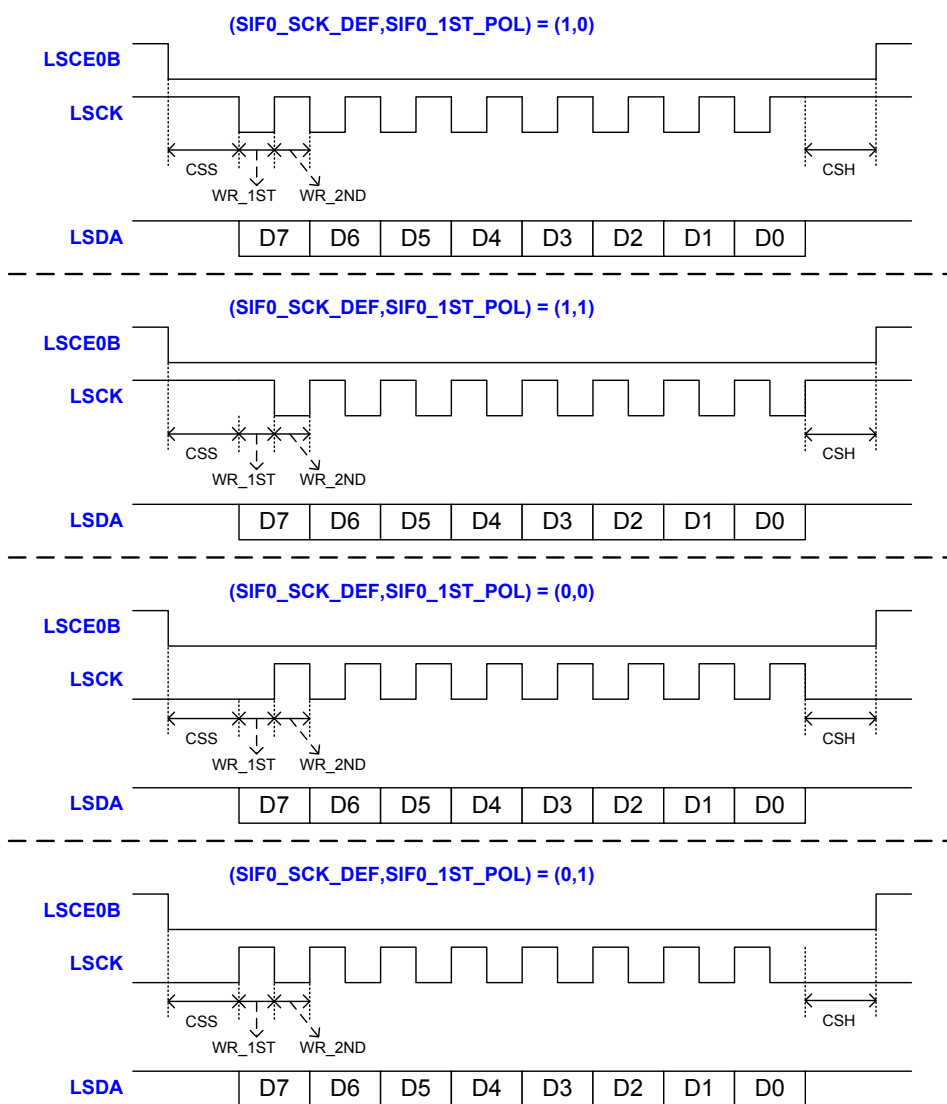 (SIF0_SCK_DEF,SIF0_1ST_POL) = (1,0)
LSCE0B
LSCK
CSS
CSH
WR_1ST WR_2ND
LSDA D7 D6 D5 D4 D3 D2 D1 D0
(SIF0_SCK_DEF,SIF0_1ST_POL) = (1,1)
LSCE0B
LSCK
CSS
CSH
WR_1ST WR_2ND
LSDA D7 D6 D5 D4 D3 D2 D1 D0
(SIF0_SCK_DEF,SIF0_1ST_POL) = (0,0)
LSCE0B
LSCK
CSS
CSH
WR_1ST WR_2ND
LSDA D7 D6 D5 D4 D3 D2 D1 D0
(SIF0_SCK_DEF,SIF0_1ST_POL) = (0,1)
LSCE0B
LSCK
CSS
CSH
WR_1ST WR_2ND
LSDA D7 D6 D5 D4 D3 D2 D1 D0